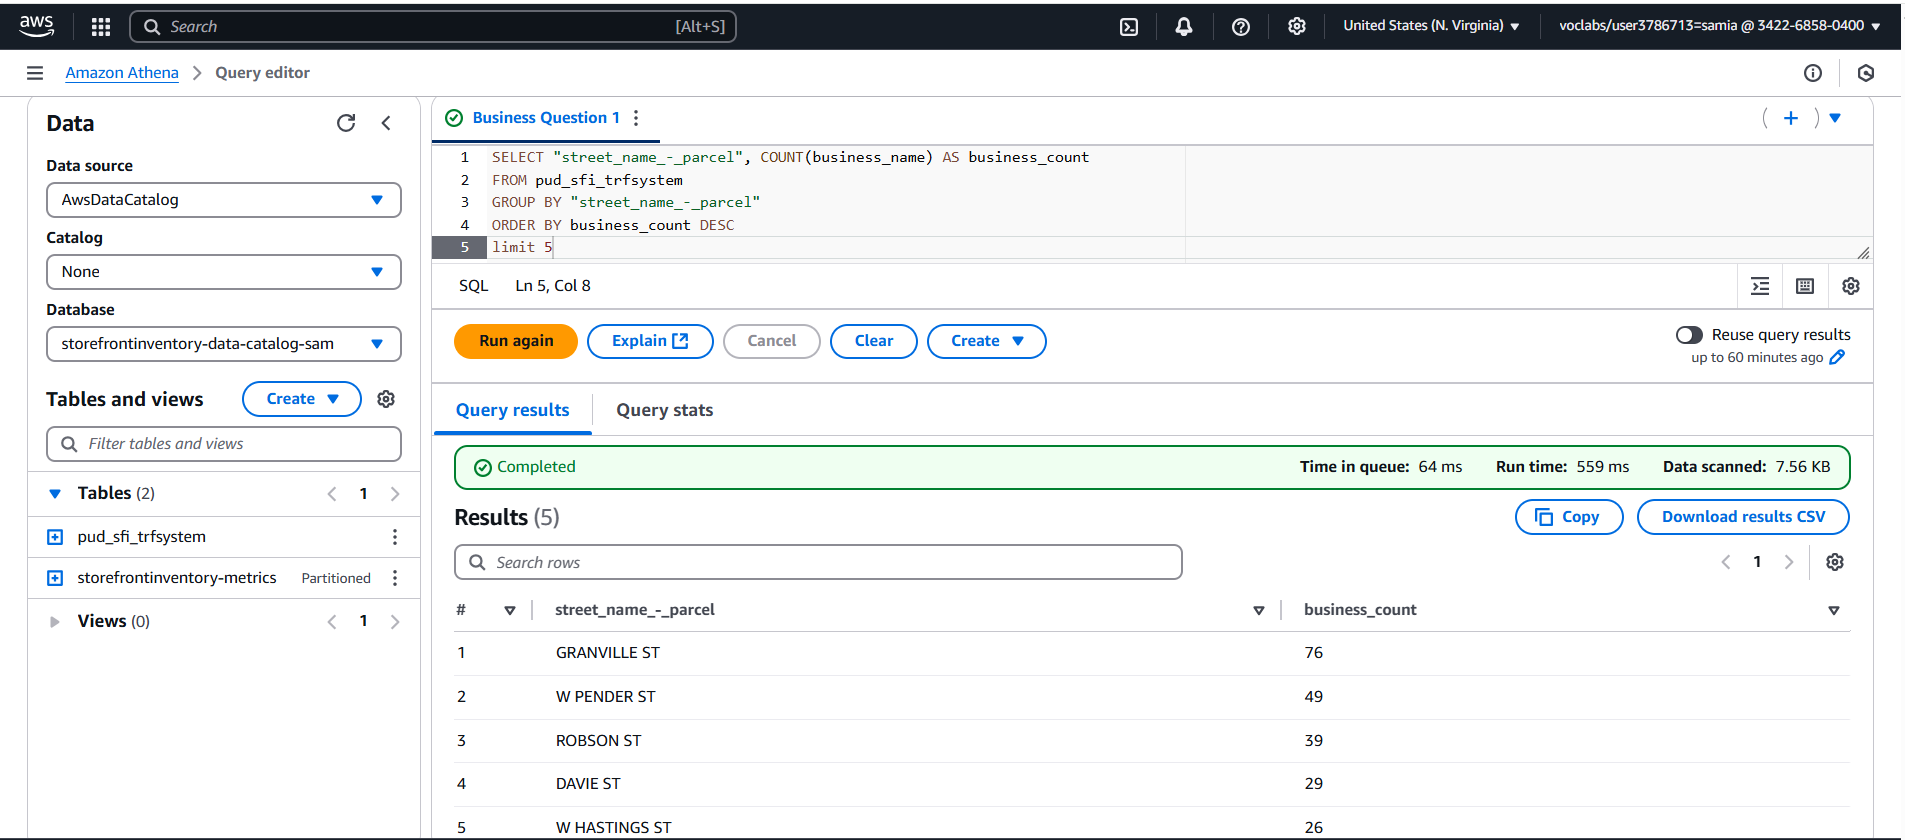 aws
Search [Alt+S]
United States (N. Virginia)
voclabs/user3786713=samia @ 3422-6858-0400
Amazon Athena
Query editor
Data
Data source
AwsDataCatalog
Catalog
None
Database
storefrontinventory-data-catalog-sam
Tables and views
Create
Filter tables and views
Tables (2)
1
pud_sfi_trfsystem
storefrontinventory-metrics Partitioned
Views (0)
1
Business Question 1
1 SELECT "street_name_-_parcel", COUNT(business_name) AS business_count
2 FROM pud_sfi_trfsystem
3 GROUP BY "street_name_-_parcel"
4 ORDER BY business_count DESC
5 limit 5
SQL Ln 5, Col 8
Run again
Explain
Cancel
Clear
Create
Reuse query results
up to 60 minutes ago
Query results
Query stats
Completed
Time in queue: 64 ms
Run time: 559 ms
Data scanned: 7.56 KB
Results (5)
Copy
Download results CSV
Search rows
1
# street_name_-_parcel business_count
1 GRANVILLE ST 76
2 W PENDER ST 49
3 ROBSON ST 39
4 DAVIE ST 29
5 W HASTINGS ST 26